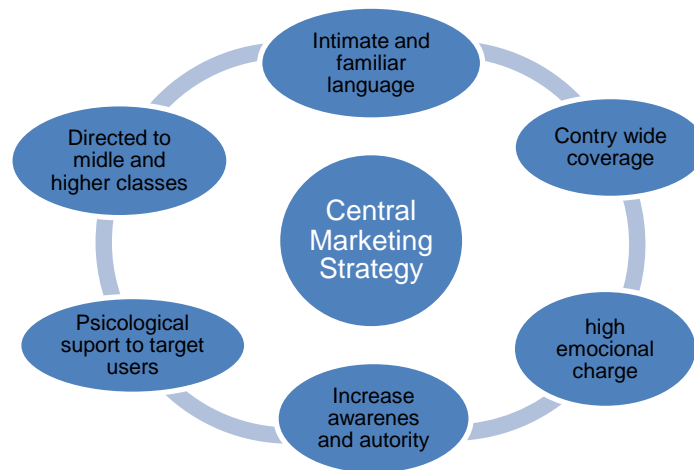 Intimate and
familiar
language
Directed to
midle and
higher classes
Contry wide
coverage
Central
Marketing
Strategy
Psicological
suport to target
users
high
emocional
charge
Increase
awarenes
and autority